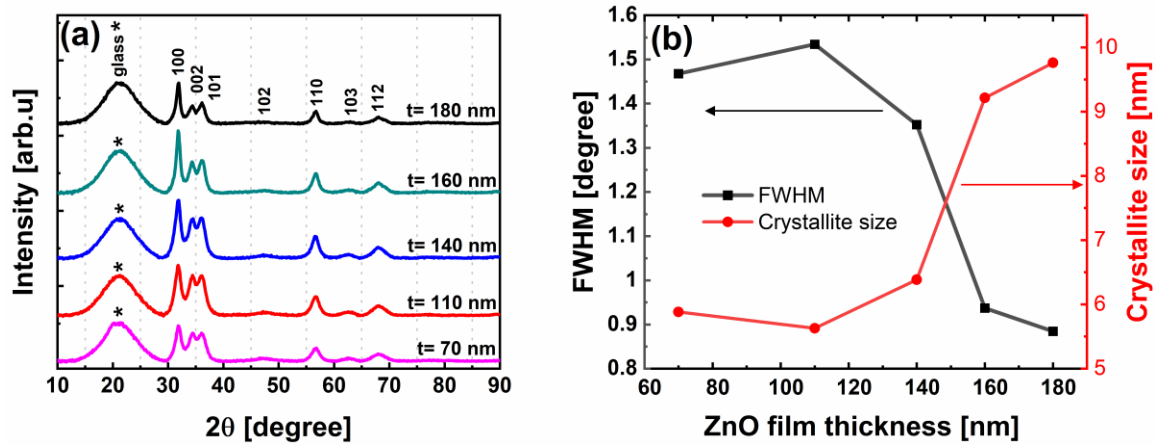 (a)
glass *
100
002
101
102
110
103
112
t= 180 nm
*
t= 160 nm
*
t= 140 nm
*
t= 110 nm
*
t= 70 nm
Intensity [arb.u]
10 20 30 40 50 60 70 80 90
2θ [degree]
(b)
1.6
1.5
1.4
1.3
1.2
1.1
1
0.9
0.8
FWHM [degree]
FWHM
Crystallite size
10
9
8
7
6
5
Crystallite size [nm]
60 80 100 120 140 160 180
ZnO film thickness [nm]